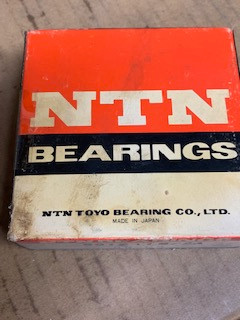 NTN
BEARINGS
NTN TOYO BEARING CO., LTD.
MADE IN JAPAN